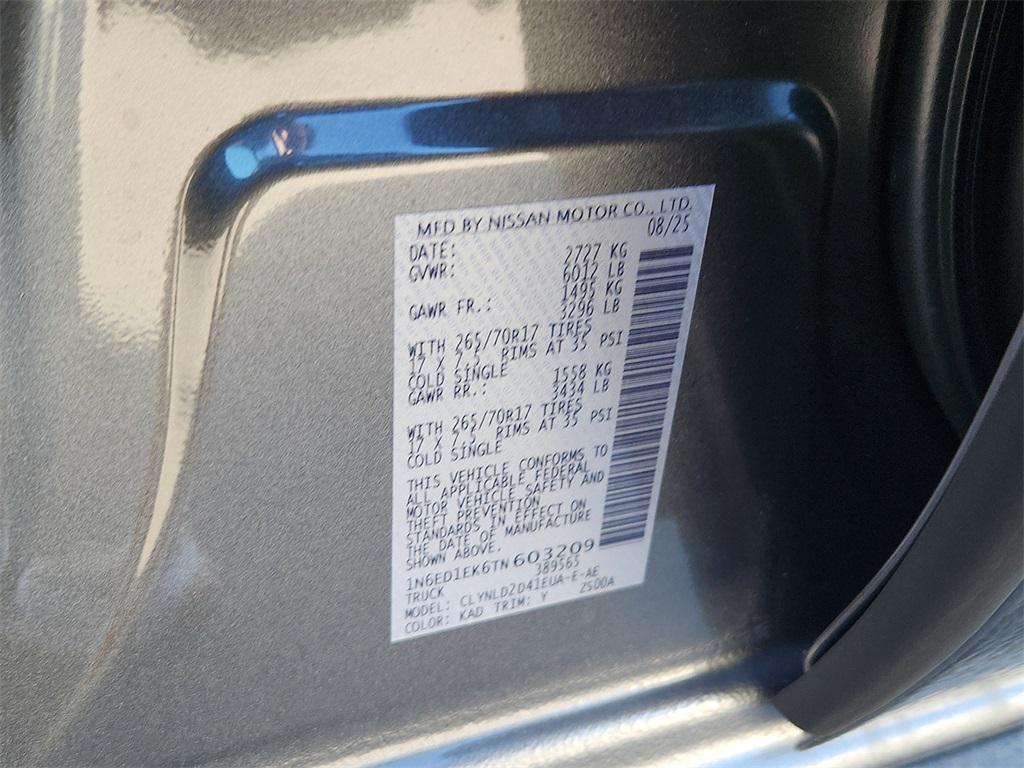 MFD BY NISSAN MOTOR CO., LTD.
DATE: 08/25
GVWR: 2727 KG
6012 LB
GAWR FR.: 1495 KG
3296 LB
WITH 265/70R17 TIRES
17 X 7.5 RIMS AT 35 PSI
COLD SINGLE
GAWR RR.: 1558 KG
3434 LB
WITH 265/70R17 TIRES
17 X 7.5 RIMS AT 35 PSI
COLD SINGLE
THIS VEHICLE CONFORMS TO
ALL APPLICABLE FEDERAL
MOTOR VEHICLE SAFETY AND
THEFT PREVENTION
STANDARDS IN EFFECT ON
THE DATE OF MANUFACTURE
SHOWN ABOVE.
1N6ED1EK6TN603209
TRUCK 389565
MODEL: CLYNLD2D41EUA-E-AE
COLOR: KAD TRIM: Y 2500A